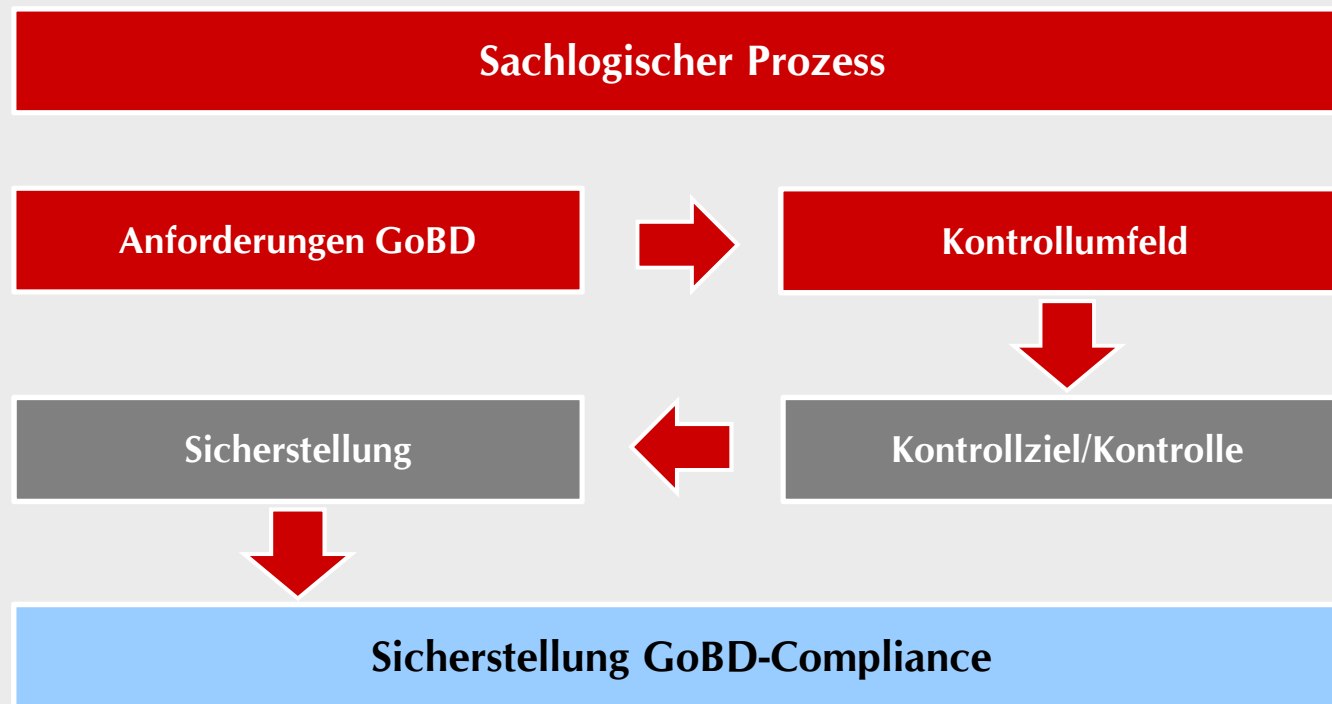 Sachlogischer Prozess
Anforderungen GoBD
Kontrollumfeld
Sicherstellung
Kontrollziel/Kontrolle
Sicherstellung GoBD-Compliance